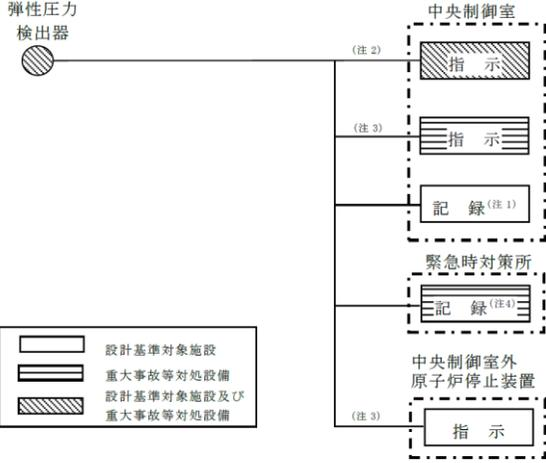 弾性圧力
検出器
中央制御室
(注2)
指 示
(注3)
指 示
記 録(注1)
緊急時対策所
記 録(注4)
中央制御室外
原子炉停止装置
(注3)
指 示
設計基準対象施設
重大事故等対処設備
設計基準対象施設及び
重大事故等対処設備